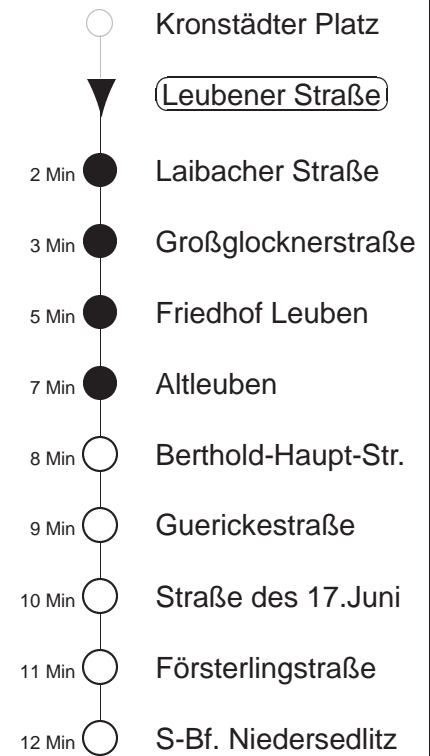 Kronstädter Platz
Leubener Straße
2 Min Laibacher Straße
3 Min Großglocknerstraße
5 Min Friedhof Leuben
7 Min Altleuben
8 Min Berthold-Haupt-Str.
9 Min Guerickestraße
10 Min Straße des 17.Juni
11 Min Försterlingstraße
12 Min S-Bf. Niedersedlitz